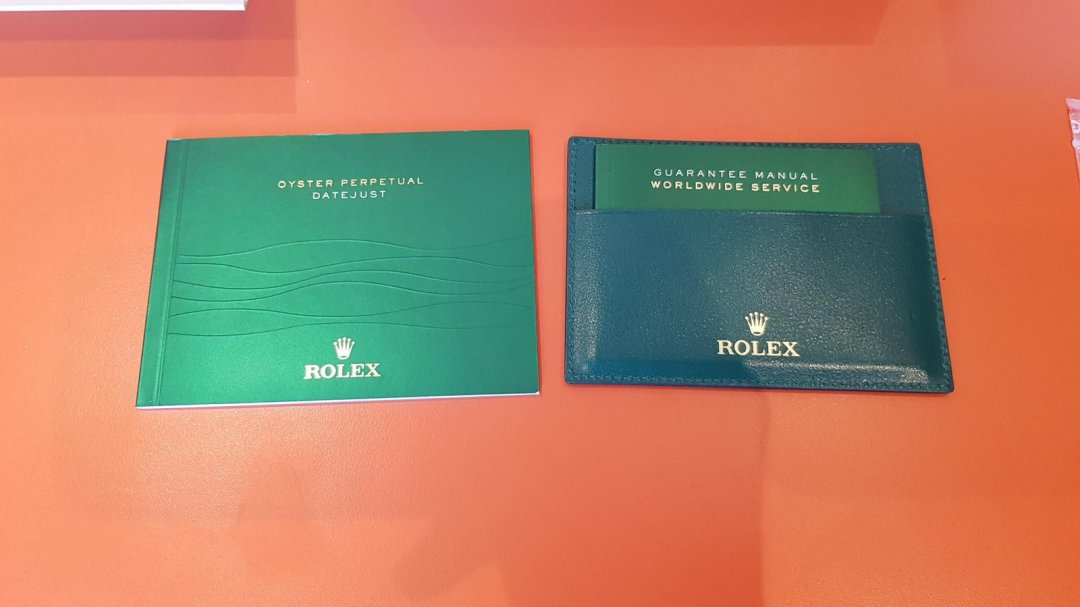 OYSTER PERPETUAL
DATEJUST
ROLEX
GUARANTEE MANUAL
WORLDWIDE SERVICE
ROLEX